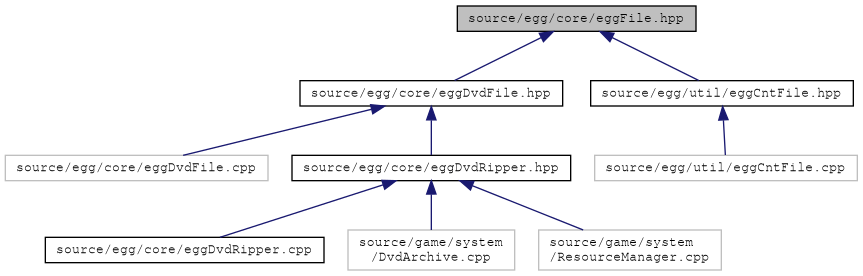 source/egg/core/eggFile.hpp
source/egg/core/eggDvdFile.hpp
source/egg/util/eggCntFile.hpp
source/egg/core/eggDvdFile.cpp
source/egg/core/eggDvdRipper.hpp
source/egg/util/eggCntFile.cpp
source/egg/core/eggDvdRipper.cpp
source/game/system
/DvdArchive.cpp
source/game/system
/ResourceManager.cpp